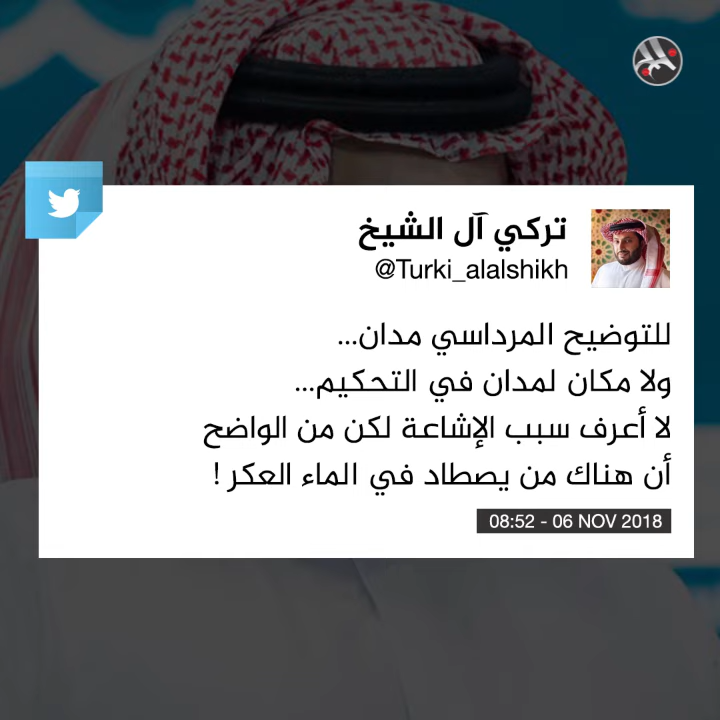 تركي آل الشيخ
@Turki_alalshikh
للتوضيح المرداسي مدان...
ولا مكان لمدان في التحكيم...
لا أعرف سبب الإشاعة لكن من الواضح
أن هناك من يصطاد في الماء العكر !
08:52 - 06 NOV 2018